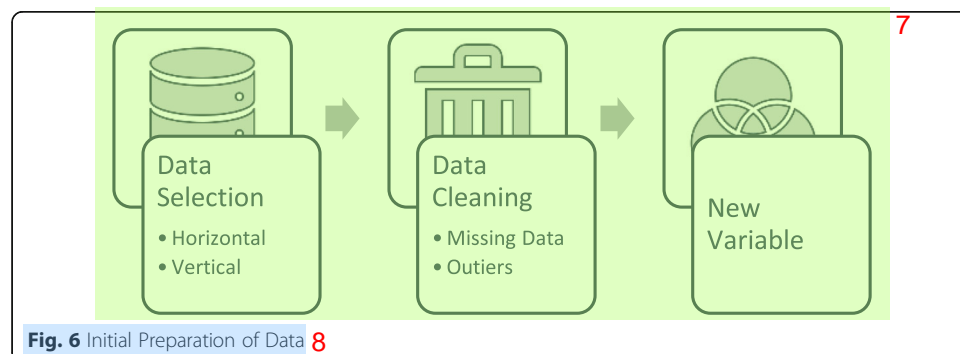 7
Data
Selection
• Horizontal
• Vertical
Data
Cleaning
• Missing Data
• Outiers
New
Variable
Fig. 6 Initial Preparation of Data
8